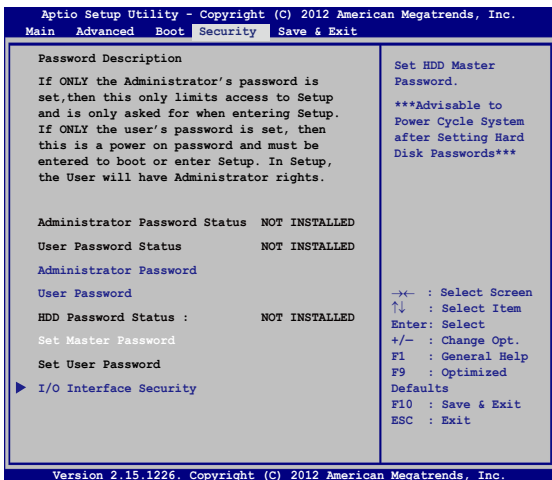 Aptio Setup Utility - Copyright (C) 2012 American Megatrends, Inc.
Main Advanced Boot Security Save & Exit
Password Description
If ONLY the Administrator's password is
set,then this only limits access to Setup
and is only asked for when entering Setup.
If ONLY the user's password is set, then
this is a power on password and must be
entered to boot or enter Setup. In Setup,
the User will have Administrator rights.
Administrator Password Status NOT INSTALLED
User Password Status NOT INSTALLED
Administrator Password
User Password
HDD Password Status : NOT INSTALLED
Set Master Password
Set User Password
I/O Interface Security
Set HDD Master
Password.
***Advisable to
Power Cycle System
after Setting Hard
Disk Passwords***
→← : Select Screen
↑↓ : Select Item
Enter: Select
+/— : Change Opt.
F1 : General Help
F9 : Optimized
Defaults
F10 : Save & Exit
ESC : Exit
Version 2.15.1226. Copyright (C) 2012 American Megatrends, Inc.